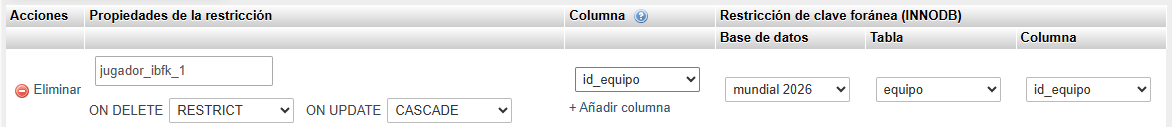 Acciones Propiedades de la restricción Columna Restricción de clave foránea (INNODB)
Base de datos Tabla Columna
Eliminar jugador_ibfk_1 id_equipo mundial 2026 equipo id_equipo
ON DELETE RESTRICT ON UPDATE CASCADE + Añadir columna